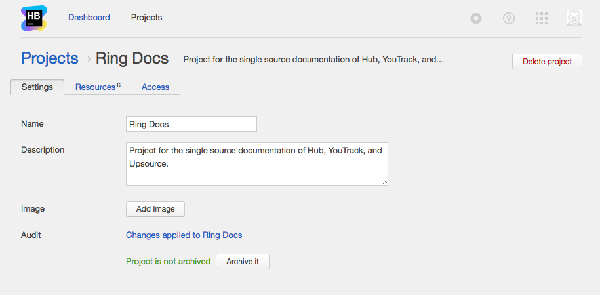 HB
Dashboard
Projects
?
Projects › Ring Docs
Project for the single source documentation of Hub, YouTrack, and...
Delete project
Settings
Resources 6
Access
Name
Ring Docs
Description
Project for the single source documentation of Hub, YouTrack, and
Upsource.
Image
Add image
Audit
Changes applied to Ring Docs
Project is not archived
Archive it